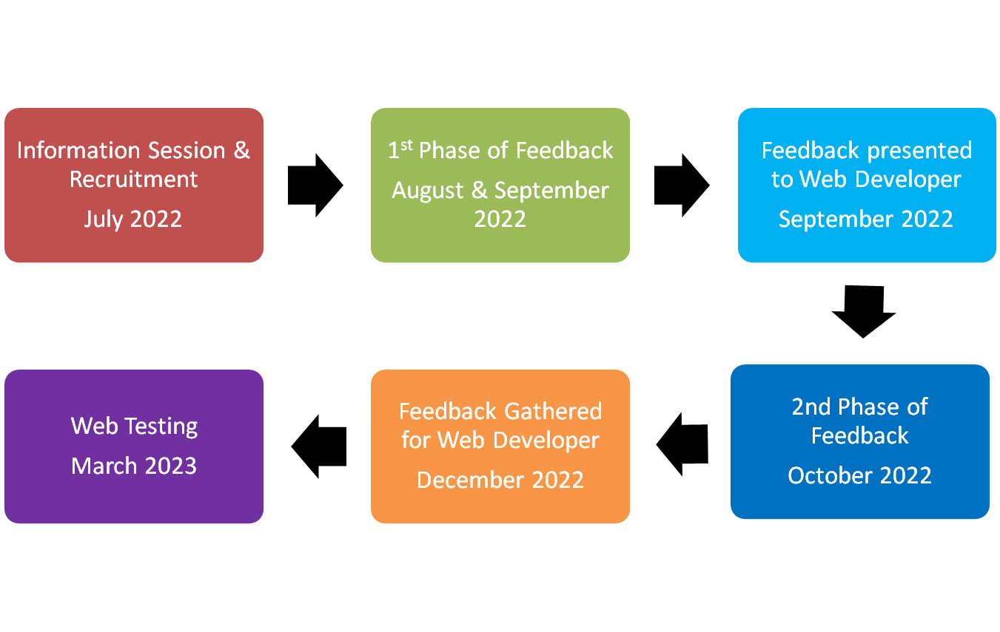 Information Session &
Recruitment
July 2022
1st Phase of Feedback
August & September
2022
Feedback presented
to Web Developer
September 2022
2nd Phase of
Feedback
October 2022
Feedback Gathered
for Web Developer
December 2022
Web Testing
March 2023